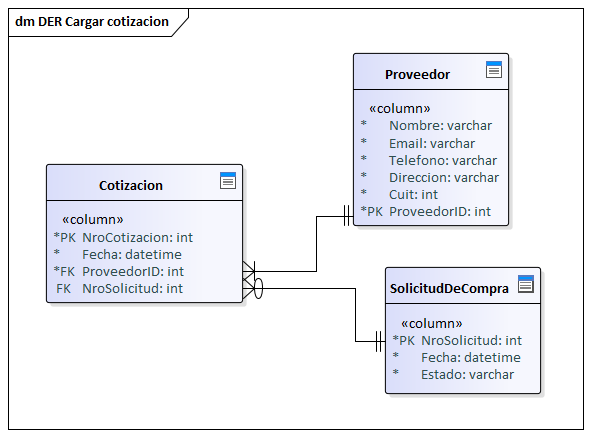 dm DER Cargar cotizacion
Proveedor
«column»
* Nombre: varchar
* Email: varchar
* Telefono: varchar
* Direccion: varchar
* Cuit: int
*PK ProveedorID: int
Cotizacion
«column»
*PK NroCotizacion: int
* Fecha: datetime
*FK ProveedorID: int
FK NroSolicitud: int
SolicitudDeCompra
«column»
*PK NroSolicitud: int
* Fecha: datetime
* Estado: varchar